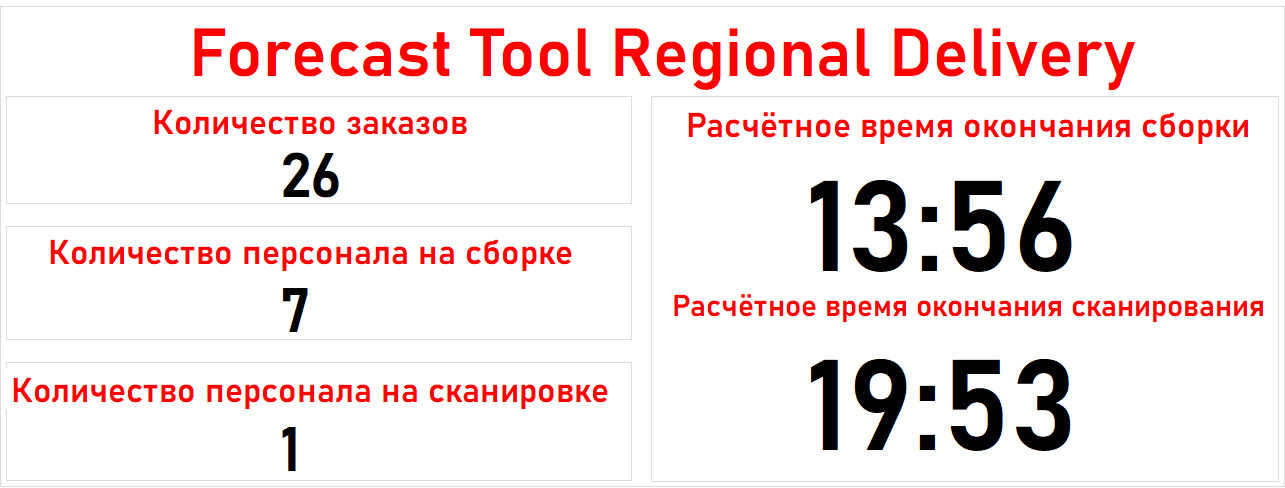 Forecast Tool Regional Delivery
Количество заказов
26
Количество персонала на сборке
7
Количество персонала на сканировке
1
Расчётное время окончания сборки
13:56
Расчётное время окончания сканирования
19:53